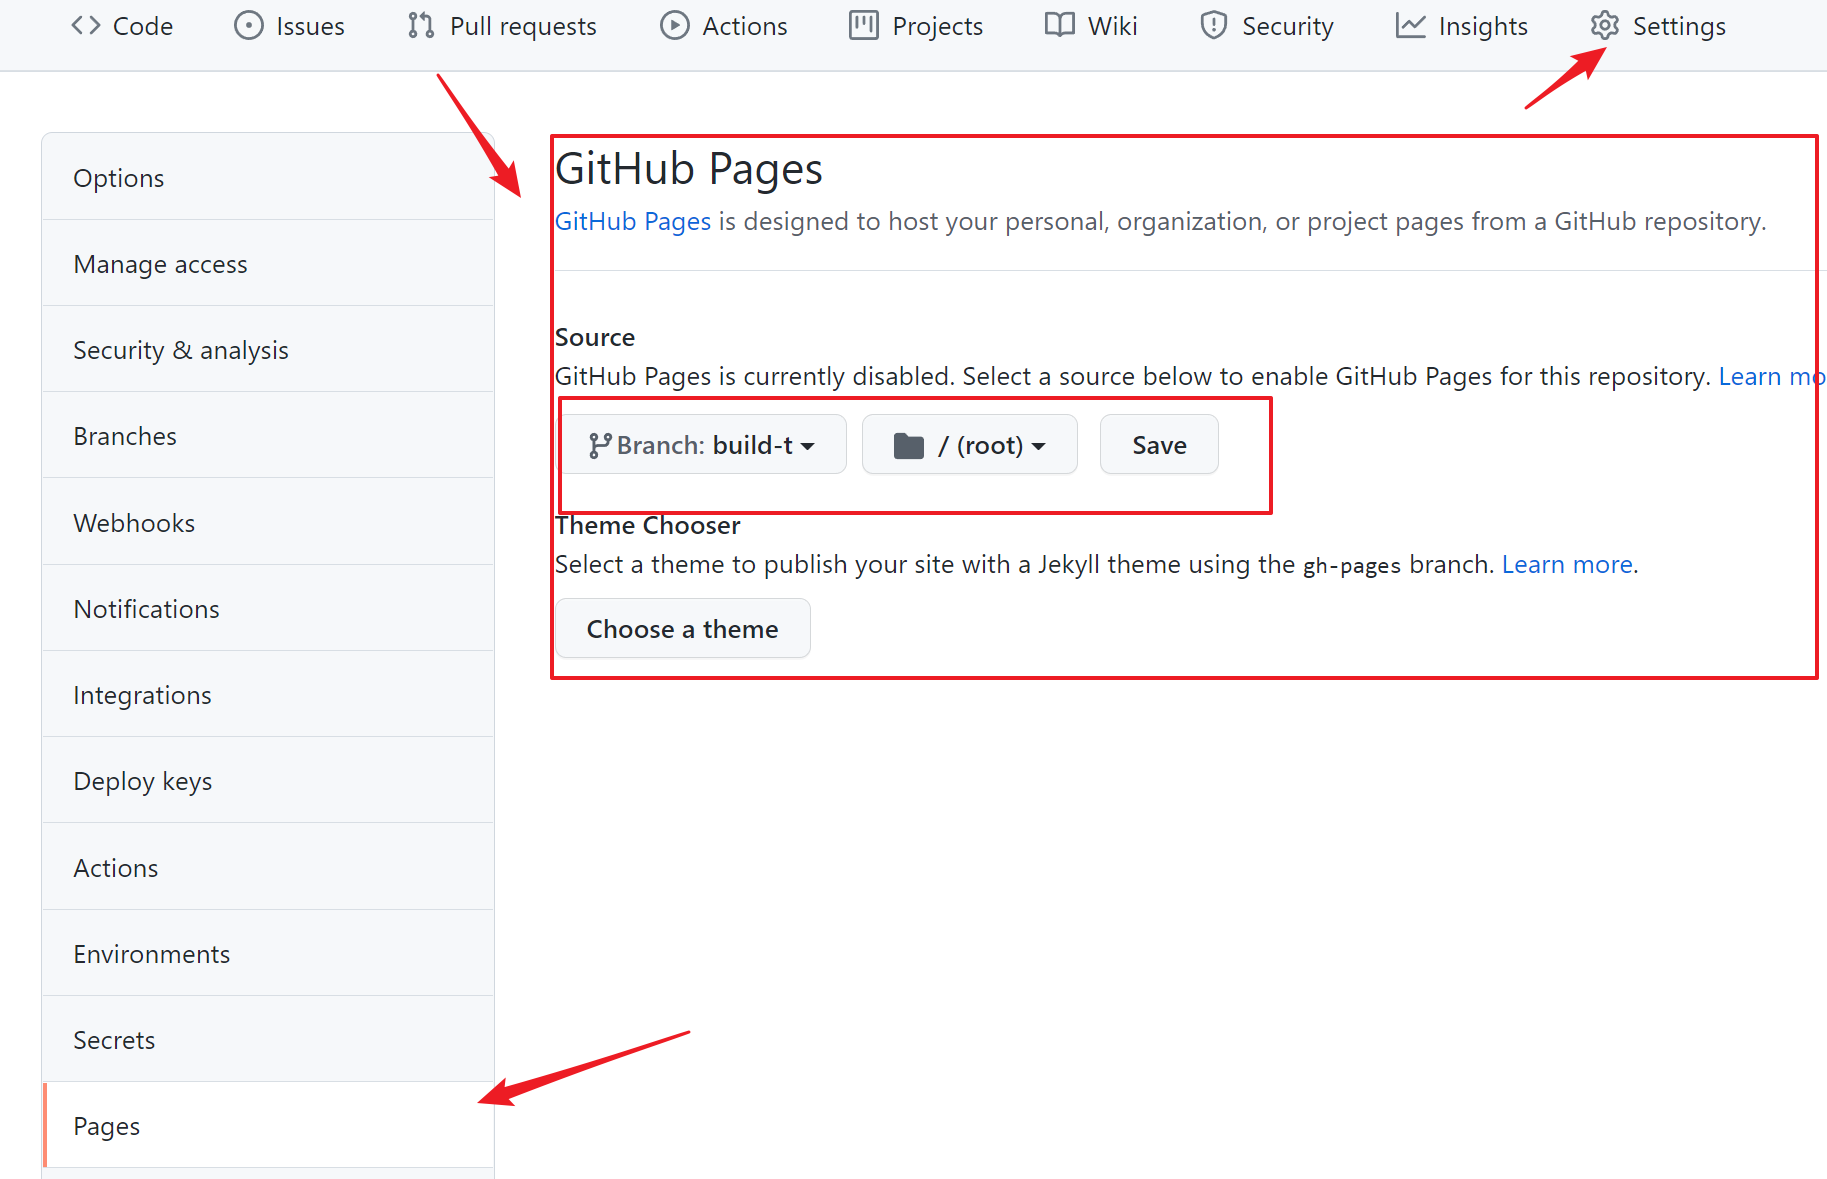 Code Issues Pull requests Actions Projects Wiki Security Insights Settings
Options
Manage access
Security & analysis
Branches
Webhooks
Notifications
Integrations
Deploy keys
Actions
Environments
Secrets
Pages
GitHub Pages
GitHub Pages is designed to host your personal, organization, or project pages from a GitHub repository.
Source
GitHub Pages is currently disabled. Select a source below to enable GitHub Pages for this repository. Learn mo
Branch: build-t / (root) Save
Theme Chooser
Select a theme to publish your site with a Jekyll theme using the gh-pages branch. Learn more.
Choose a theme